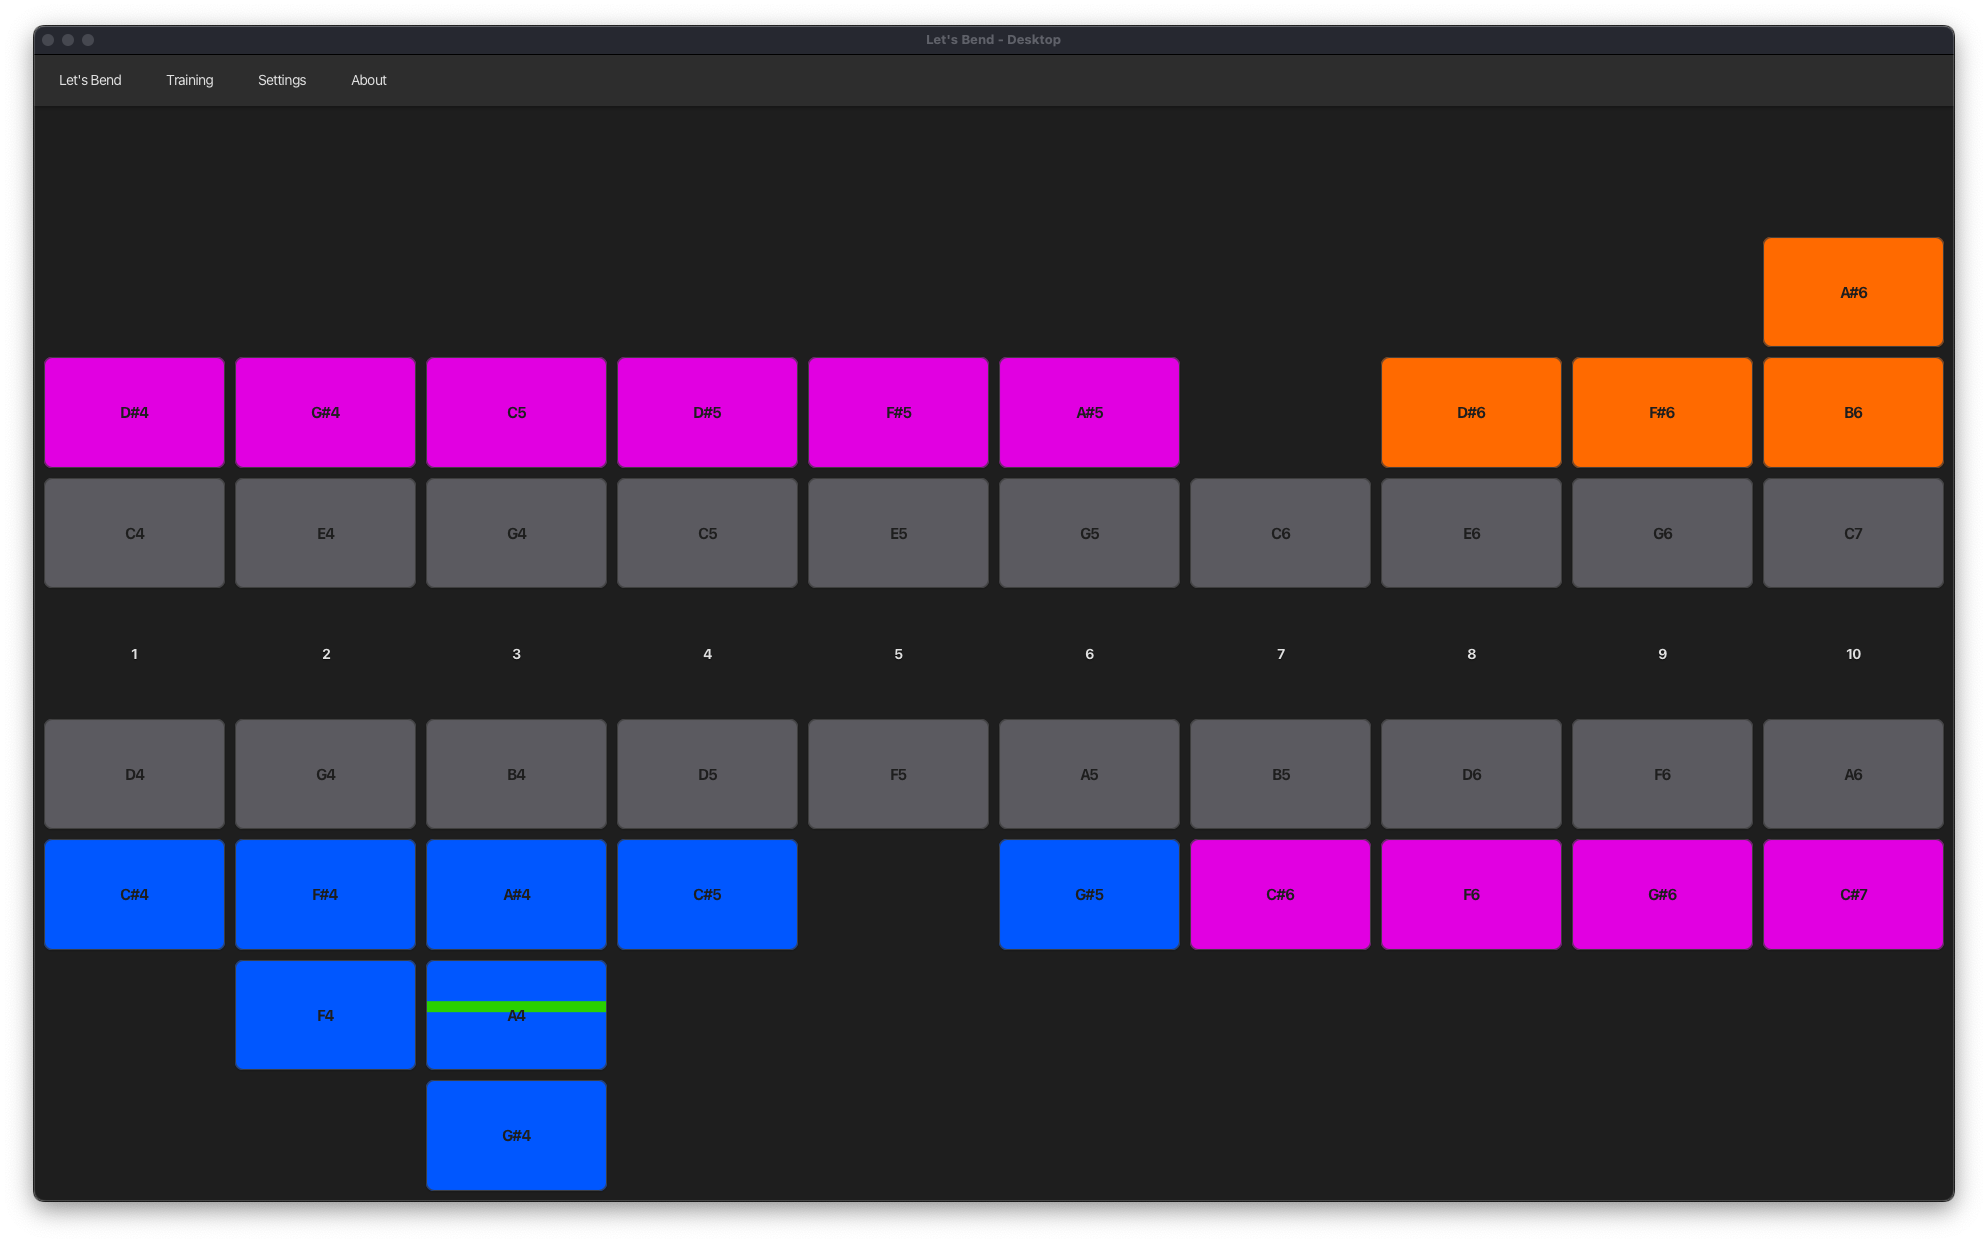 Let's Bend - Desktop
Let's Bend Training Settings About
A#6
D#4 G#4 C5 D#5 F#5 A#5 D#6 F#6 B6
C4 E4 G4 C5 E5 G5 C6 E6 G6 C7
1 2 3 4 5 6 7 8 9 10
D4 G4 B4 D5 F5 A5 B5 D6 F6 A6
C#4 F#4 A#4 C#5 G#5 C#6 F6 G#6 C#7
F4 A4
G#4